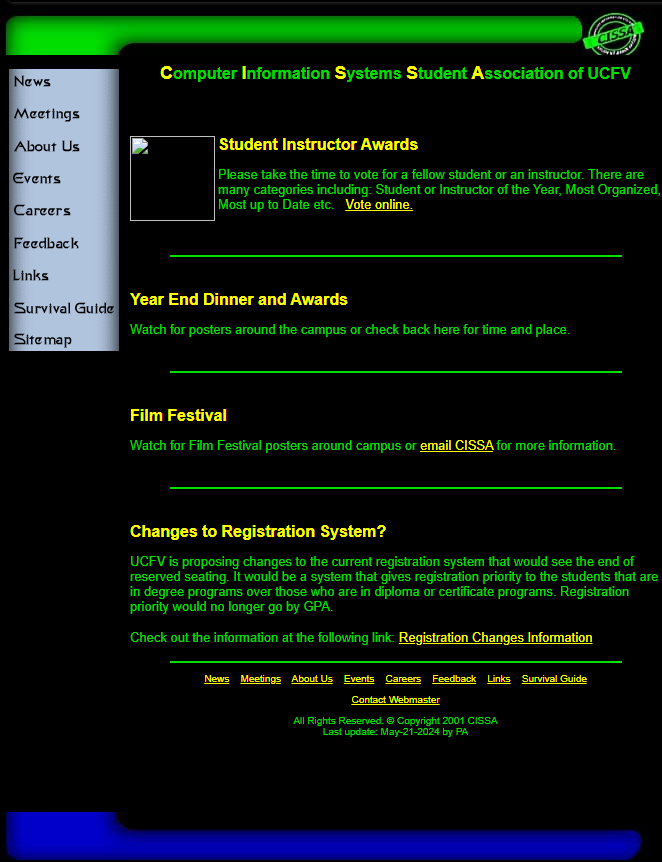 CISSA
Computer Information Systems Student Association of UCFV
News
Meetings
About Us
Events
Careers
Feedback
Links
Survival Guide
Sitemap
Student Instructor Awards
Please take the time to vote for a fellow student or an instructor. There are
many categories including: Student or Instructor of the Year, Most Organized,
Most up to Date etc. Vote online.
Year End Dinner and Awards
Watch for posters around the campus or check back here for time and place.
Film Festival
Watch for Film Festival posters around campus or email CISSA for more information.
Changes to Registration System?
UCFV is proposing changes to the current registration system that would see the end of
reserved seating. It would be a system that gives registration priority to the students that are
in degree programs over those who are in diploma or certificate programs. Registration
priority would no longer go by GPA.
Check out the information at the following link: Registration Changes Information
News Meetings About Us Events Careers Feedback Links Survival Guide
Contact Webmaster
All Rights Reserved. © Copyright 2001 CISSA
Last update: May-21-2024 by PA